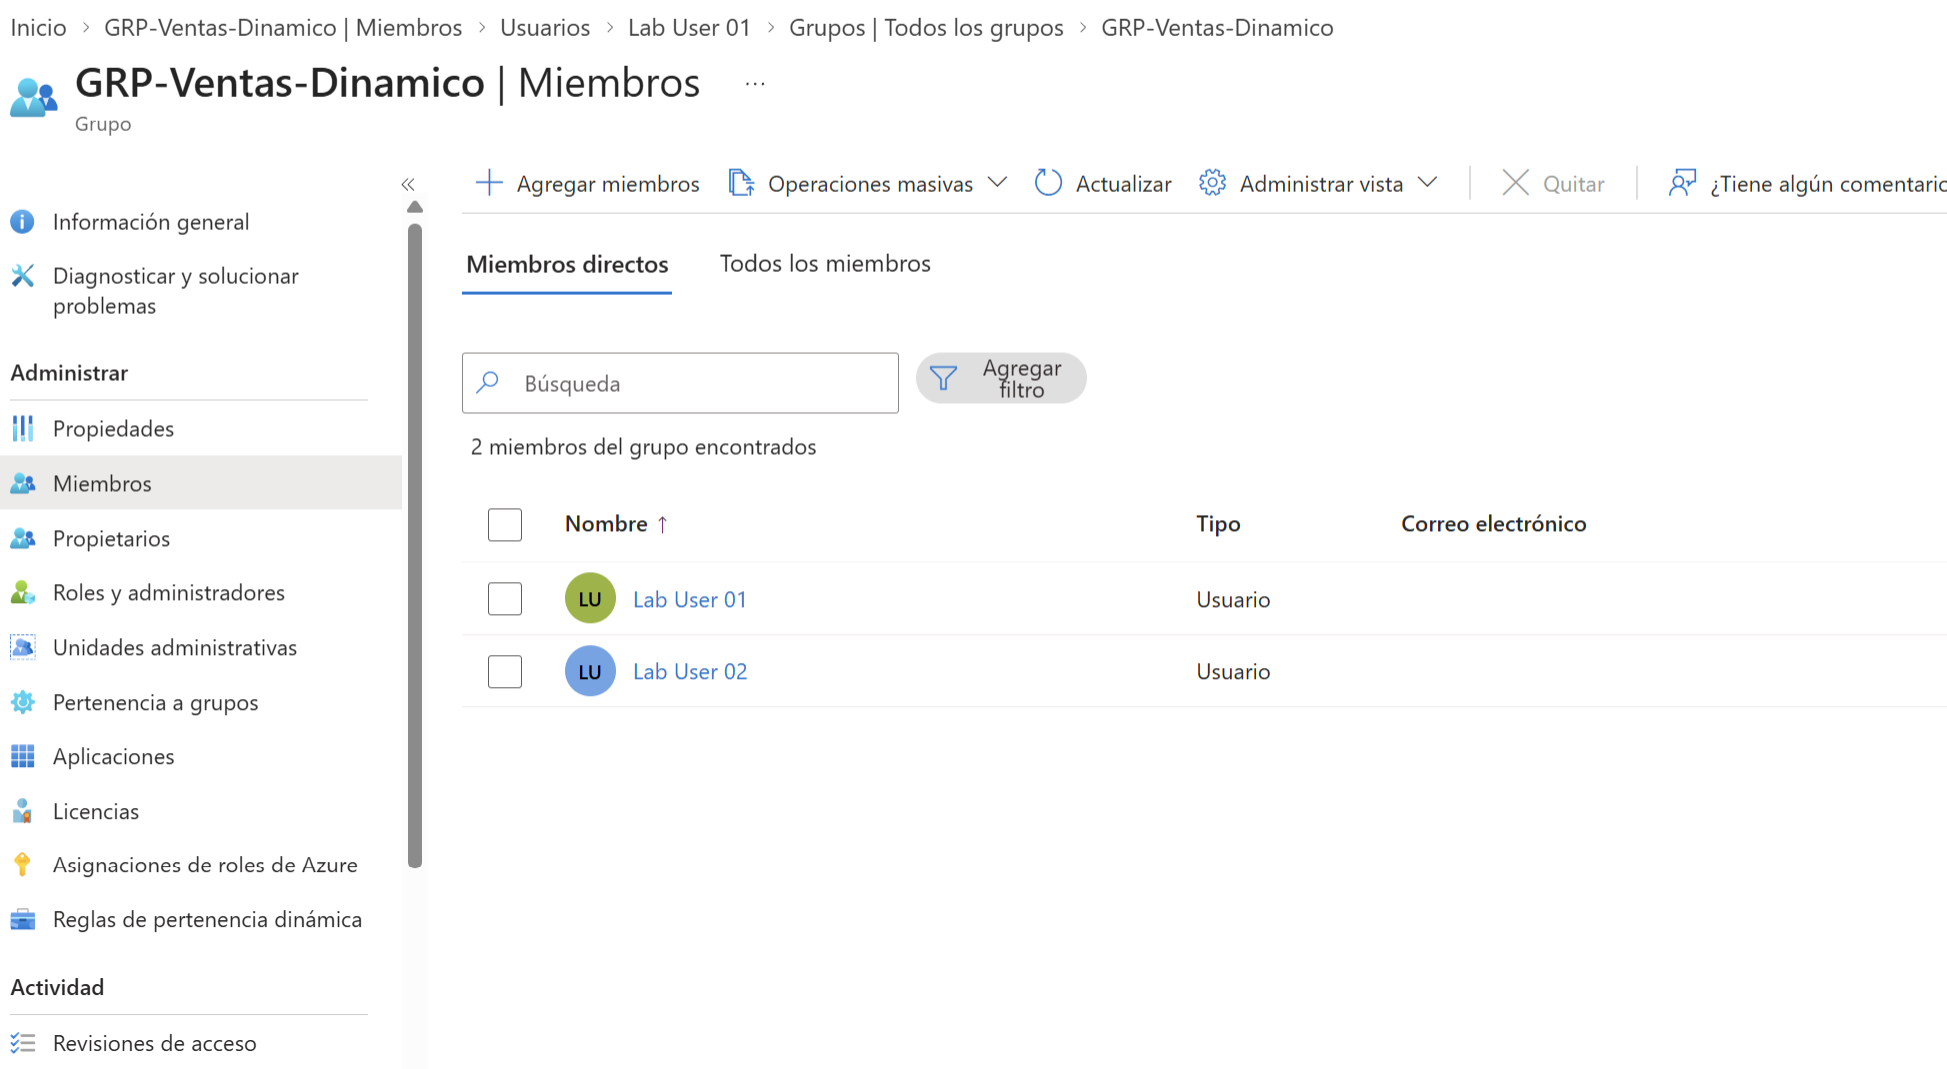 Inicio > GRP-Ventas-Dinamico | Miembros > Usuarios > Lab User 01 > Grupos | Todos los grupos > GRP-Ventas-Dinamico
GRP-Ventas-Dinamico | Miembros ...
Grupo
Información general
Diagnosticar y solucionar
problemas
Administrar
Propiedades
Miembros
Propietarios
Roles y administradores
Unidades administrativas
Pertenencia a grupos
Aplicaciones
Licencias
Asignaciones de roles de Azure
Reglas de pertenencia dinámica
Actividad
Revisiones de acceso
Agregar miembros Operaciones masivas Actualizar Administrar vista Quitar ¿Tiene algún comentario
Miembros directos Todos los miembros
Búsqueda
Agregar
filtro
2 miembros del grupo encontrados
Nombre ↑ Tipo Correo electrónico
LU Lab User 01 Usuario
LU Lab User 02 Usuario